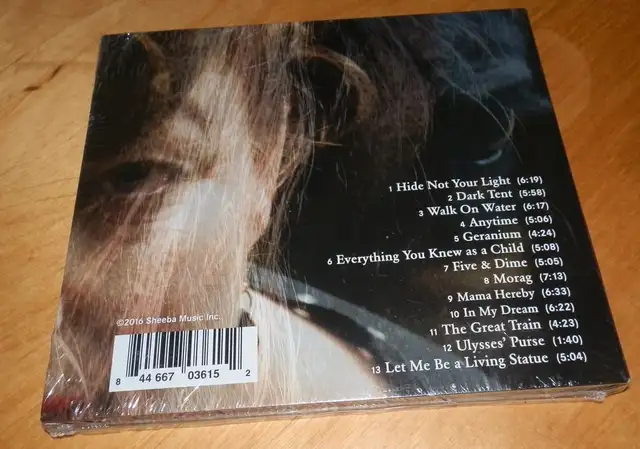 1 Hide Not Your Light (6:19)
2 Dark Tent (5:58)
3 Walk On Water (6:17)
4 Anytime (5:06)
5 Geranium (4:24)
6 Everything You Knew as a Child (5:08)
7 Five & Dime (5:05)
8 Morag (7:13)
9 Mama Hereby (6:33)
10 In My Dream (6:22)
11 The Great Train (4:23)
12 Ulysses' Purse (1:40)
13 Let Me Be a Living Statue (5:04)
©2016 Sheeba Music Inc.
8 44667 03615 2